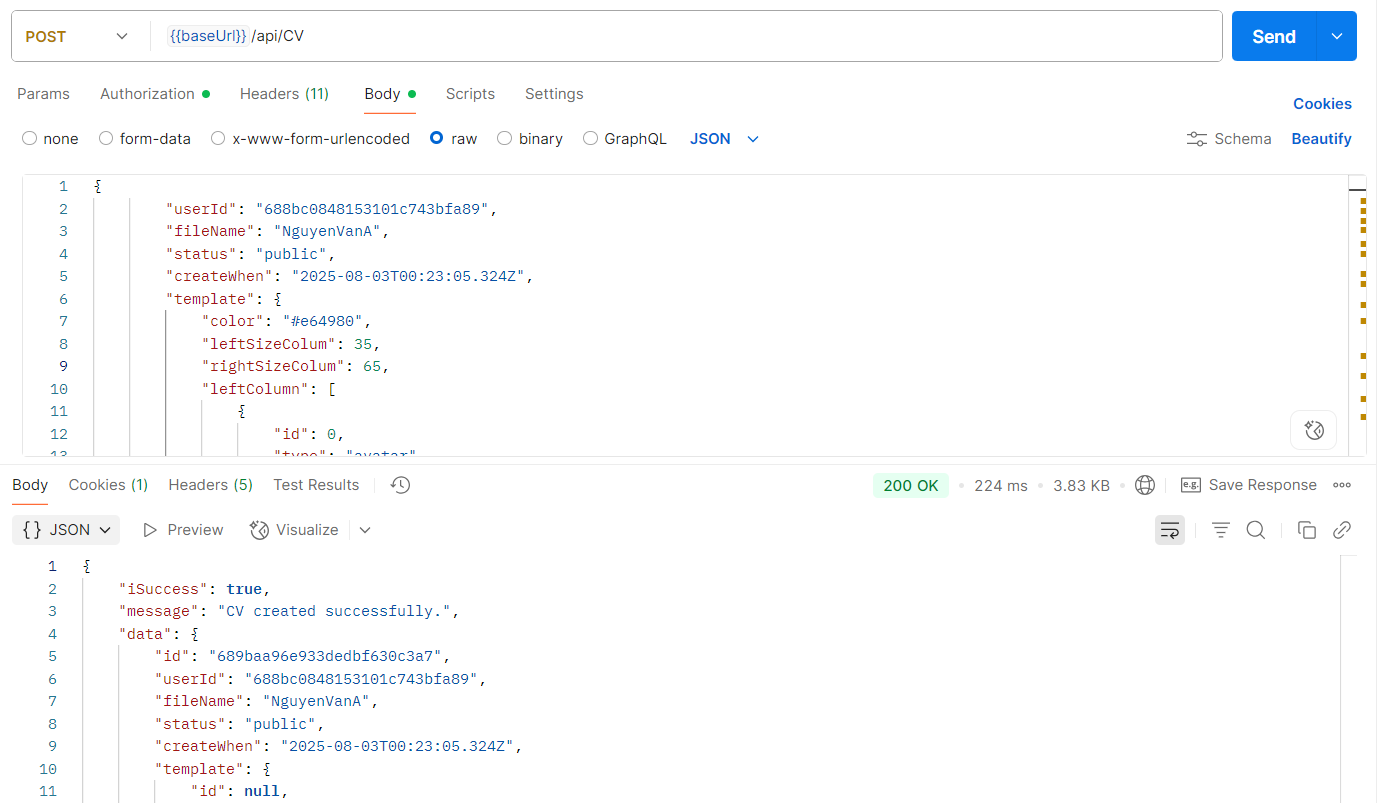 POST {{baseUrl}} /api/CV Send
Params Authorization Headers (11) Body Scripts Settings Cookies
none form-data x-www-form-urlencoded raw binary GraphQL JSON Schema Beautify
1 {
2 "userId": "688bc0848153101c743bfa89",
3 "fileName": "NguyenVanA",
4 "status": "public",
5 "createWhen": "2025-08-03T00:23:05.324Z",
6 "template": {
7 "color": "#e64980",
8 "leftSizeColum": 35,
9 "rightSizeColum": 65,
10 "leftColumn": [
11 {
12 "id": 0,
13 "type": "avatar"
Body Cookies (1) Headers (5) Test Results 200 OK 224 ms 3.83 KB e.g. Save Response
{} JSON Preview Visualize
1 {
2 "iSuccess": true,
3 "message": "CV created successfully.",
4 "data": {
5 "id": "689baa96e933dedbf630c3a7",
6 "userId": "688bc0848153101c743bfa89",
7 "fileName": "NguyenVanA",
8 "status": "public",
9 "createWhen": "2025-08-03T00:23:05.324Z",
10 "template": {
11 "id": null,